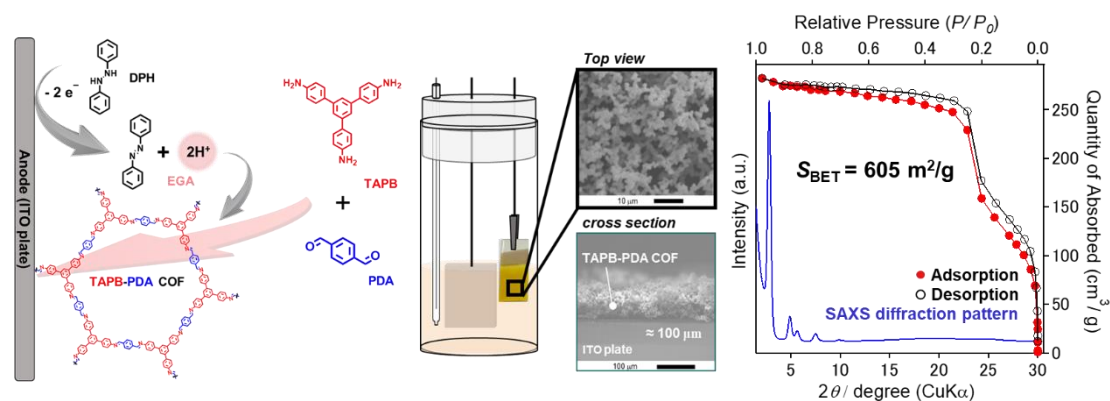 Anode (ITO plate)
- 2 e⁻
H
N
N
H
DPH
N
N
+
2H⁺
EGA
TAPB-PDA COF
H₂N
NH₂
NH₂
TAPB
+
O
O
PDA
Top view
10 μm
cross section
TAPB-PDA COF
≈ 100 μm
ITO plate
100 μm
Relative Pressure (P/P₀)
1.0 0.8 0.6 0.4 0.2 0.0
Intensity (a.u.)
S_BET = 605 m²/g
Adsorption
Desorption
SAXS diffraction pattern
250
200
150
100
50
0
Quantity of Absorbed (cm³ / g)
5 10 15 20 25 30
2θ / degree (CuKα)